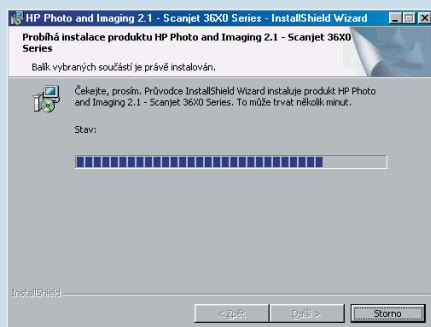 HP Photo and Imaging 2.1 - Scanjet 36X0 Series - InstallShield Wizard
Probíhá instalace produktu HP Photo and Imaging 2.1 - Scanjet 36X0
Series
Balík vybraných součástí je právě instalován.
Čekejte, prosím. Průvodce InstallShield Wizard instaluje produkt HP Photo
and Imaging 2.1 - Scanjet 36X0 Series. To může trvat několik minut.
Stav:
InstallShield
< Zpět Další > Storno